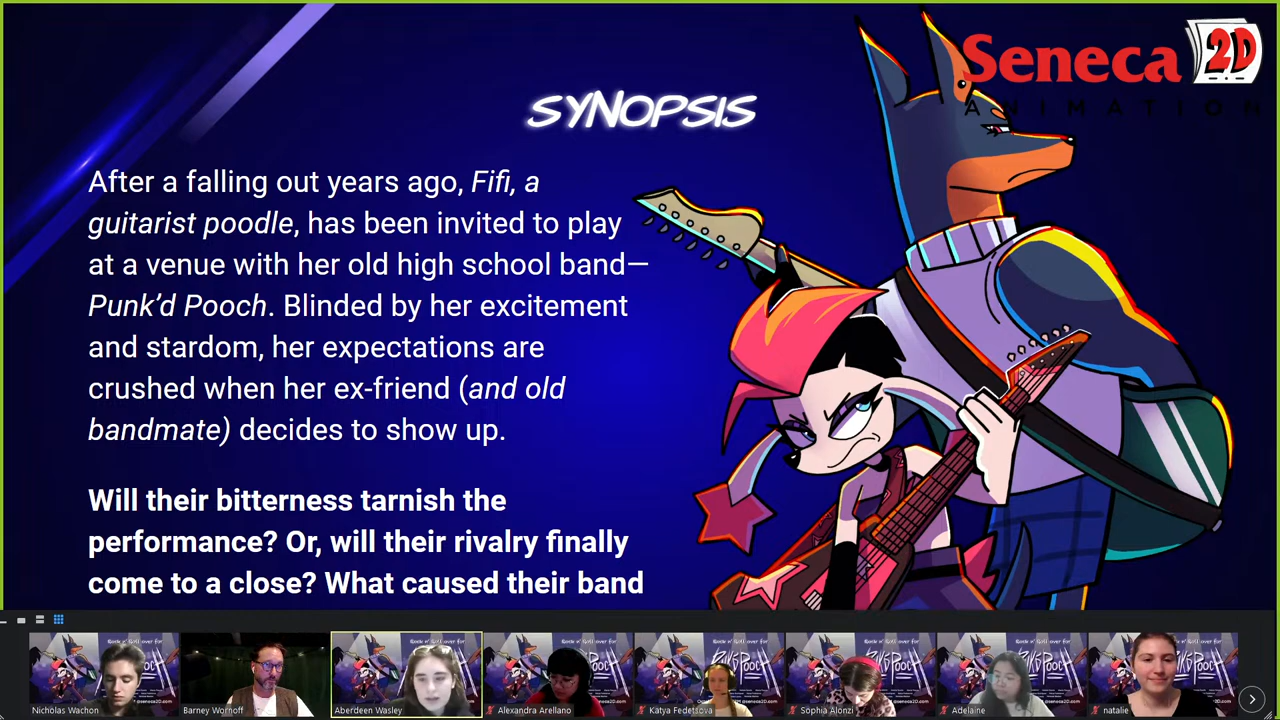 Seneca 2D
ANIMATION
SYNOPSIS
After a falling out years ago, Fifi, a
guitarist poodle, has been invited to play
at a venue with her old high school band—
Punk'd Pooch. Blinded by her excitement
and stardom, her expectations are
crushed when her ex-friend (and old
bandmate) decides to show up.
Will their bitterness tarnish the
performance? Or, will their rivalry finally
come to a close? What caused their band
Nicholas Wachon
Barney Wornoff
Aberdeen Wasley
Alexandra Arellano
Katya Fedetsova
Sophia Alonzi
Adelaine
natalie